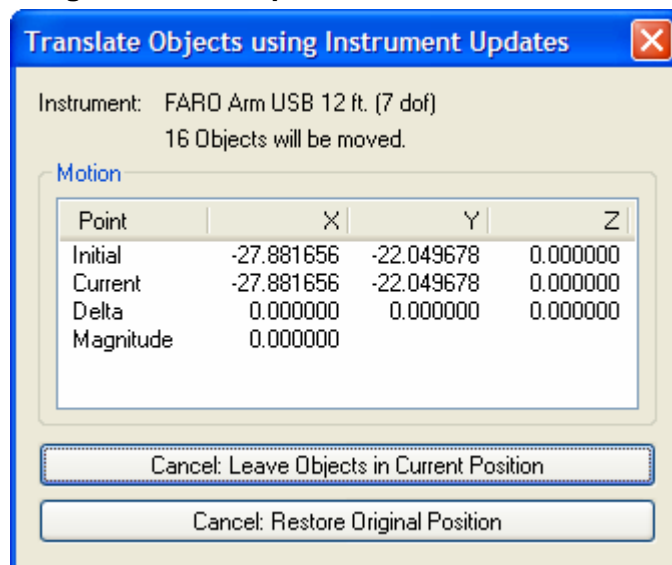 Translate Objects using Instrument Updates
Instrument: FARO Arm USB 12 ft. (7 dof)
16 Objects will be moved.
Motion
Point X Y Z
Initial -27.881656 -22.049678 0.000000
Current -27.881656 -22.049678 0.000000
Delta 0.000000 0.000000 0.000000
Magnitude 0.000000
Cancel: Leave Objects in Current Position
Cancel: Restore Original Position